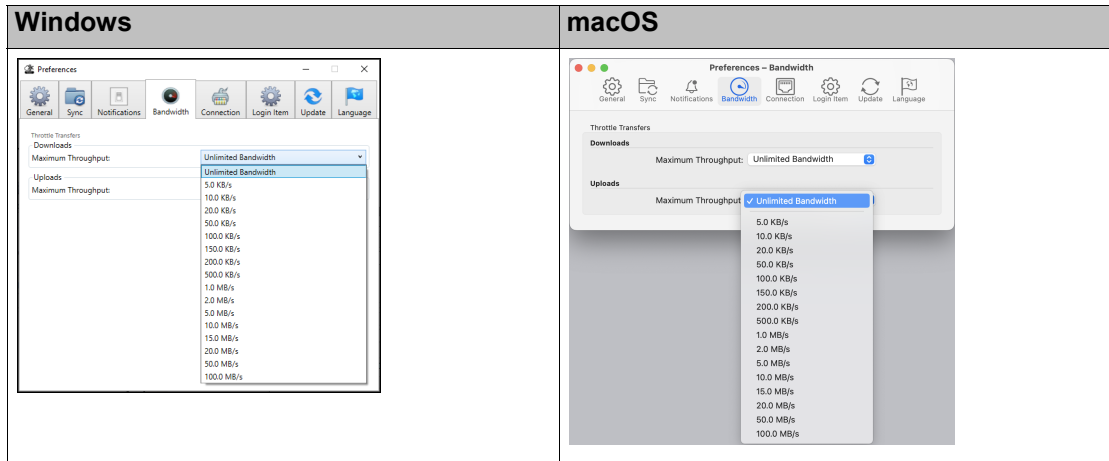 Windows
macOS
Preferences
General Sync Notifications Bandwidth Connection Login Item Update Language
Throttle Transfers
Downloads
Maximum Throughput: Unlimited Bandwidth
Uploads
Maximum Throughput:
Unlimited Bandwidth
5.0 KB/s
10.0 KB/s
20.0 KB/s
50.0 KB/s
100.0 KB/s
150.0 KB/s
200.0 KB/s
500.0 KB/s
1.0 MB/s
2.0 MB/s
5.0 MB/s
10.0 MB/s
15.0 MB/s
20.0 MB/s
50.0 MB/s
100.0 MB/s
Preferences – Bandwidth
General Sync Notifications Bandwidth Connection Login Item Update Language
Throttle Transfers
Downloads
Maximum Throughput: Unlimited Bandwidth
Uploads
Maximum Throughput ✓ Unlimited Bandwidth
5.0 KB/s
10.0 KB/s
20.0 KB/s
50.0 KB/s
100.0 KB/s
150.0 KB/s
200.0 KB/s
500.0 KB/s
1.0 MB/s
2.0 MB/s
5.0 MB/s
10.0 MB/s
15.0 MB/s
20.0 MB/s
50.0 MB/s
100.0 MB/s